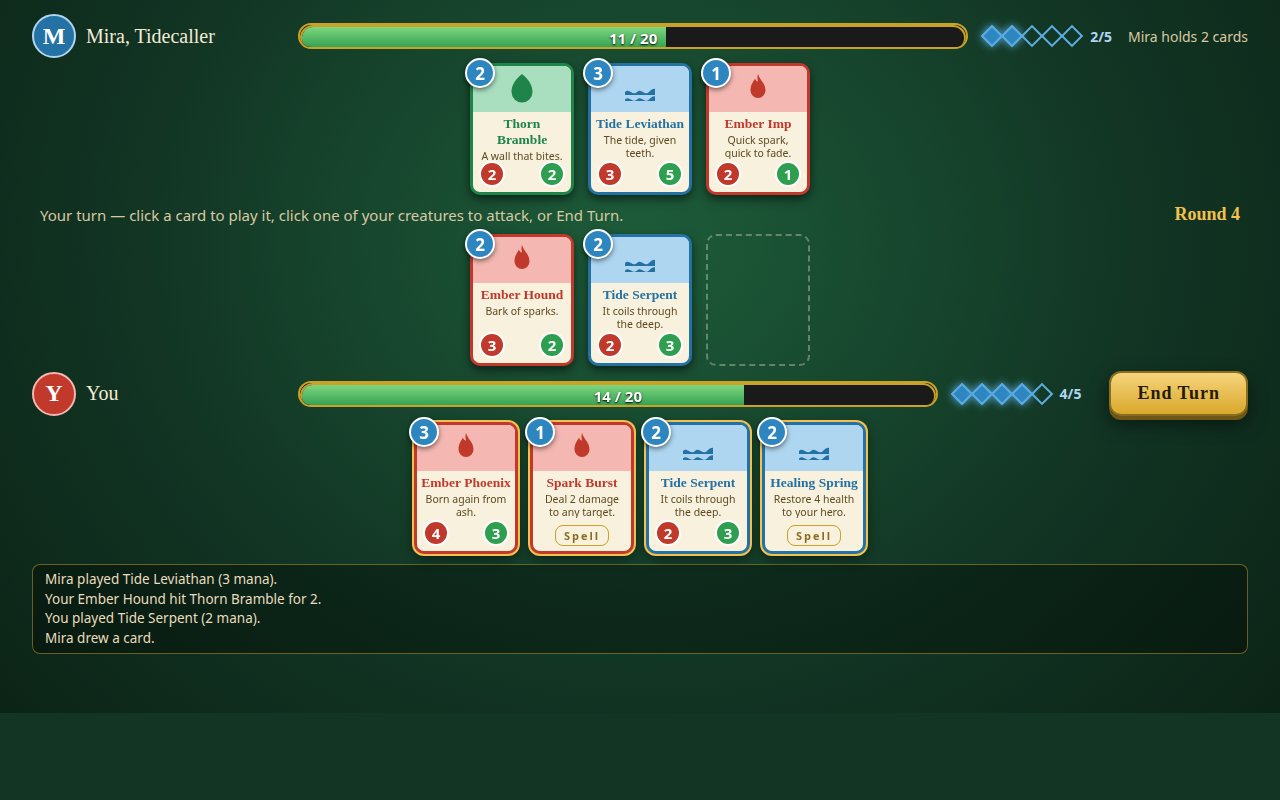 M Mira, Tidecaller 11 / 20 2/5 Mira holds 2 cards
2 3 1
Thorn Bramble
A wall that bites.
2 2
Tide Leviathan
The tide, given
teeth.
3 5
Ember Imp
Quick spark,
quick to fade.
2 1
Your turn — click a card to play it, click one of your creatures to attack, or End Turn. Round 4
2
Ember Hound
Bark of sparks.
3 2
2
Tide Serpent
It coils through
the deep.
2 3
Y You 14 / 20 4/5 End Turn
3
Ember Phoenix
Born again from
ash.
4 3
1
Spark Burst
Deal 2 damage
to any target.
Spell
2
Tide Serpent
It coils through
the deep.
2 3
2
Healing Spring
Restore 4 health
to your hero.
Spell
Mira played Tide Leviathan (3 mana).
Your Ember Hound hit Thorn Bramble for 2.
You played Tide Serpent (2 mana).
Mira drew a card.